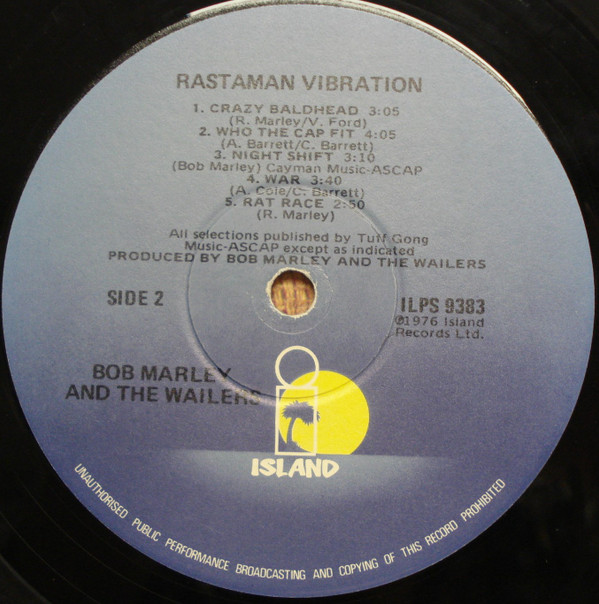 RASTAMAN VIBRATION
1. CRAZY BALDHEAD 3:05
(R. Marley/V. Ford)
2. WHO THE CAP FIT 4:05
(A. Barrett/C. Barrett)
3. NIGHT SHIFT 3:10
(Bob Marley) Cayman Music-ASCAP
4. WAR 3:40
(A. Cole/C. Barrett)
5. RAT RACE 2:50
(R. Marley)
All selections published by Tuff Gong
Music-ASCAP except as indicated
PRODUCED BY BOB MARLEY AND THE WAILERS
SIDE 2
ILPS 9383
℗1976 Island
Records Ltd.
BOB MARLEY
AND THE WAILERS
ISLAND
UNAUTHORISED PUBLIC PERFORMANCE BROADCASTING AND COPYING OF THIS RECORD PROHIBITED